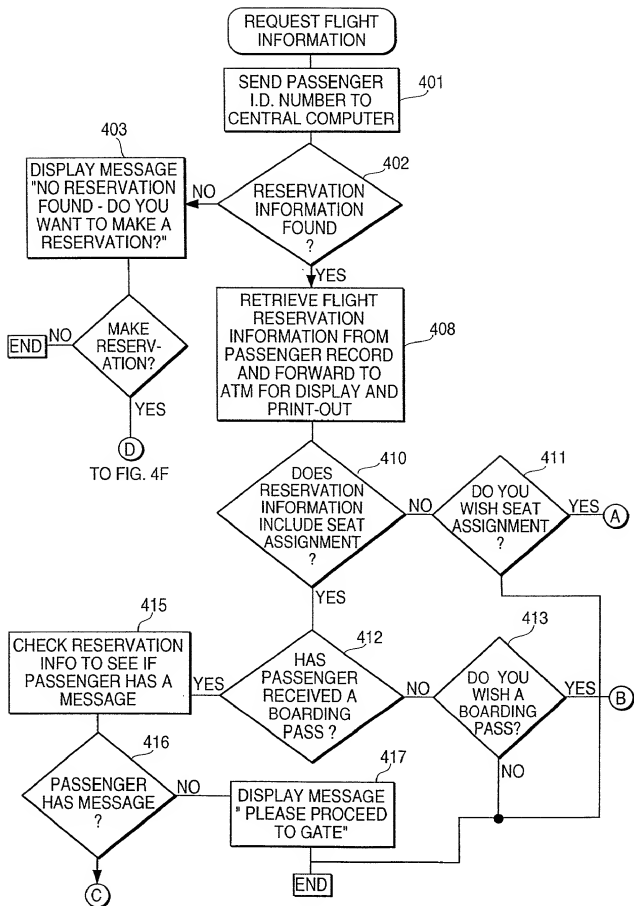 REQUEST FLIGHT
INFORMATION
SEND PASSENGER
I.D. NUMBER TO
CENTRAL COMPUTER
401
403
402
DISPLAY MESSAGE
"NO RESERVATION
FOUND - DO YOU
WANT TO MAKE A
RESERVATION?"
NO
RESERVATION
INFORMATION
FOUND
?
YES
RETRIEVE FLIGHT
RESERVATION
INFORMATION FROM
PASSENGER RECORD
AND FORWARD TO
ATM FOR DISPLAY AND
PRINT-OUT
408
END
NO
MAKE
RESERV-
ATION?
YES
D
TO FIG. 4F
410
DOES
RESERVATION
INFORMATION
INCLUDE SEAT
ASSIGNMENT
?
NO
411
DO YOU
WISH SEAT
ASSIGNMENT
?
YES
A
YES
415
CHECK RESERVATION
INFO TO SEE IF
PASSENGER HAS A
MESSAGE
YES
412
HAS
PASSENGER
RECEIVED A
BOARDING
PASS ?
NO
413
DO YOU
WISH A
BOARDING
PASS?
YES
B
NO
416
PASSENGER
HAS MESSAGE
?
NO
417
DISPLAY MESSAGE
" PLEASE PROCEED
TO GATE"
END
C